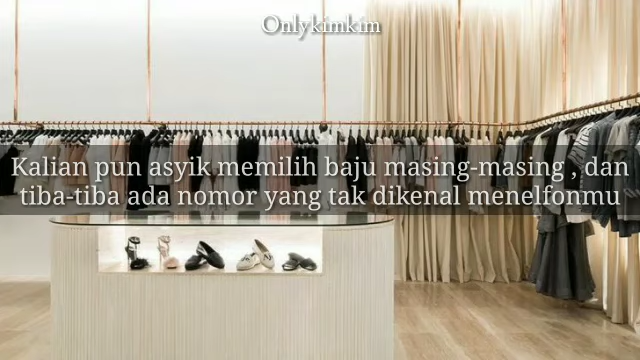 Onlykimkim
Kalian pun asyik memilih baju masing-masing , dan
tiba-tiba ada nomor yang tak dikenal menelfonmu